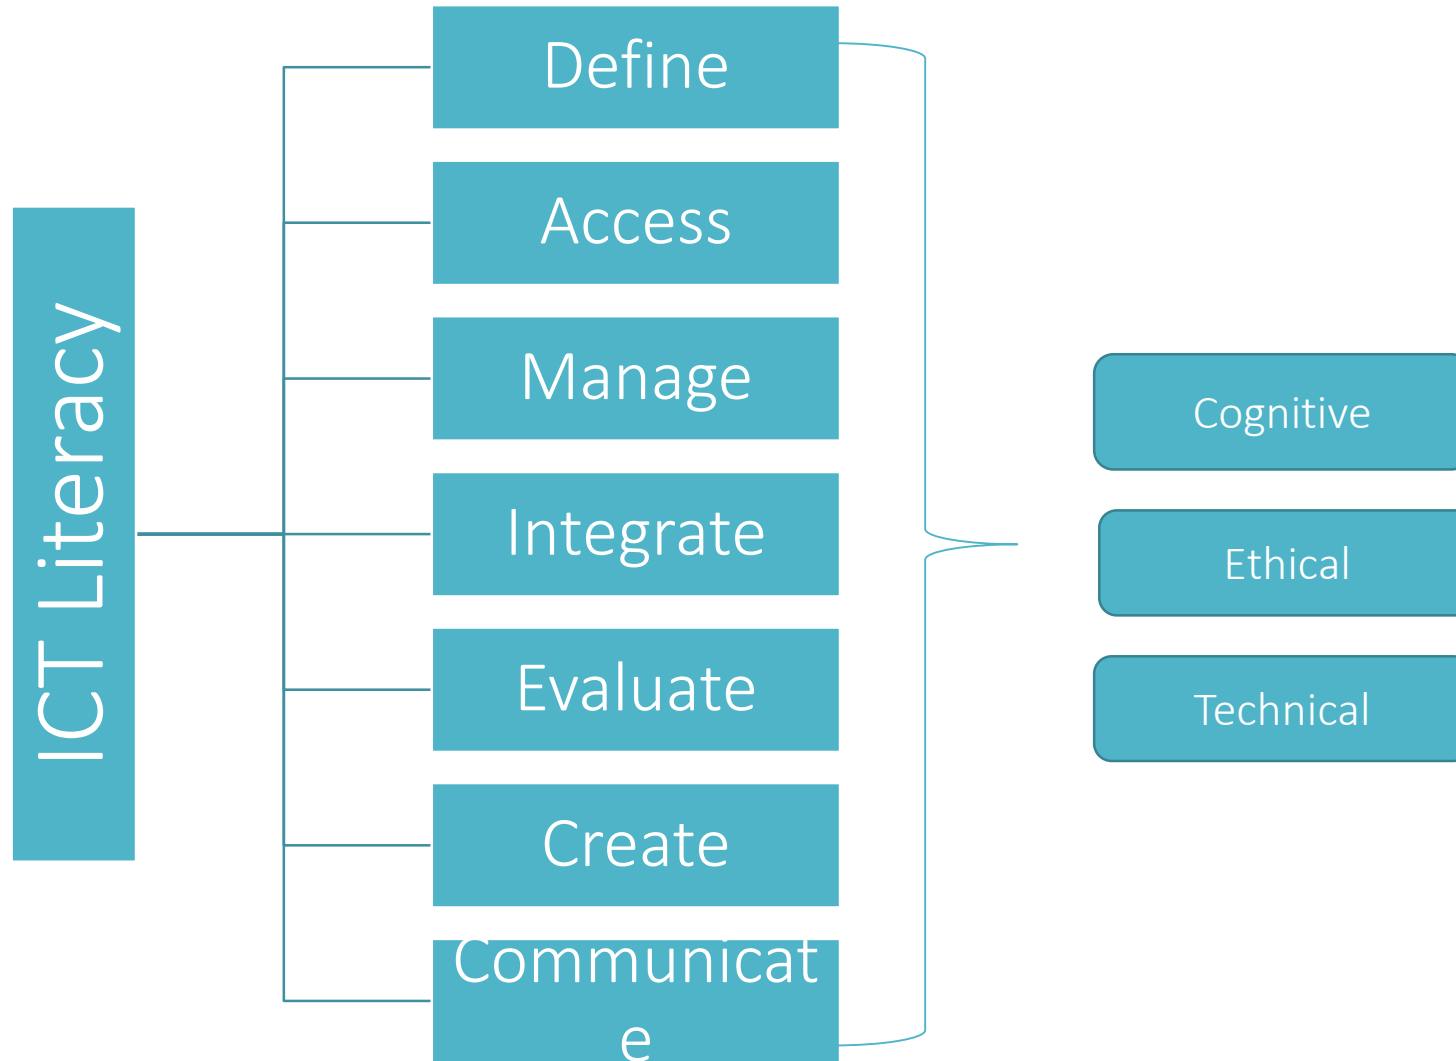 ICT Literacy
Define
Access
Manage
Integrate
Evaluate
Create
Communicat
e
Cognitive
Ethical
Technical